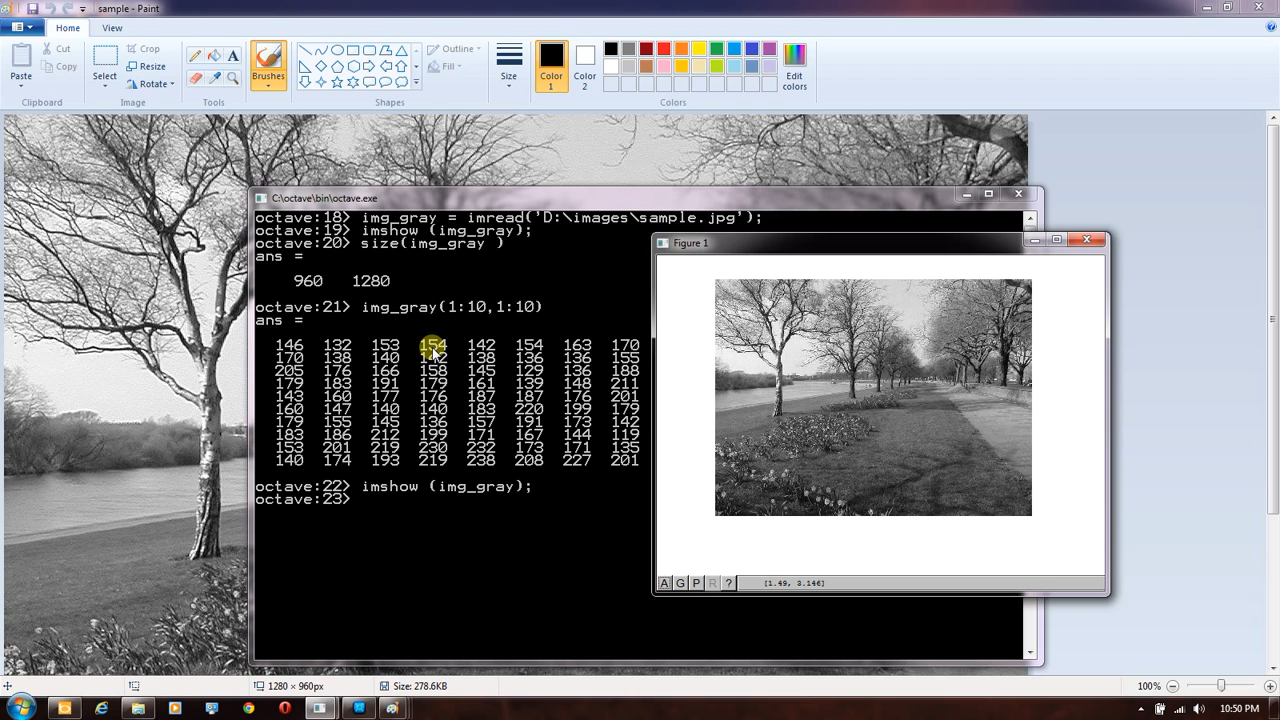 sample - Paint
Home View
Paste
Cut
Copy
Clipboard
Select
Crop
Resize
Rotate
Image
A
Tools
Brushes
Outline
Fill
Shapes
Size
Color
1
Color
2
Edit
colors
Colors
C:\octave\bin\octave.exe
octave:18> img_gray = imread('D:\images\sample.jpg');
octave:19> imshow (img_gray);
octave:20> size(img_gray )
ans =
960 1280
octave:21> img_gray(1:10,1:10)
ans =
146 132 153 154 142 154 163 170
170 138 140 142 138 136 136 155
205 176 166 158 145 129 136 188
179 183 191 179 161 139 148 211
143 160 177 176 187 187 176 201
160 147 140 140 183 220 199 179
179 155 145 136 157 191 173 142
183 186 212 199 171 167 144 119
153 201 219 230 232 173 171 135
140 174 193 219 238 208 227 201
octave:22> imshow (img_gray);
octave:23>
Figure 1
A G P R ? [1.49, 3.146]
1280 × 960px
Size: 278.6KB
100%
10:50 PM